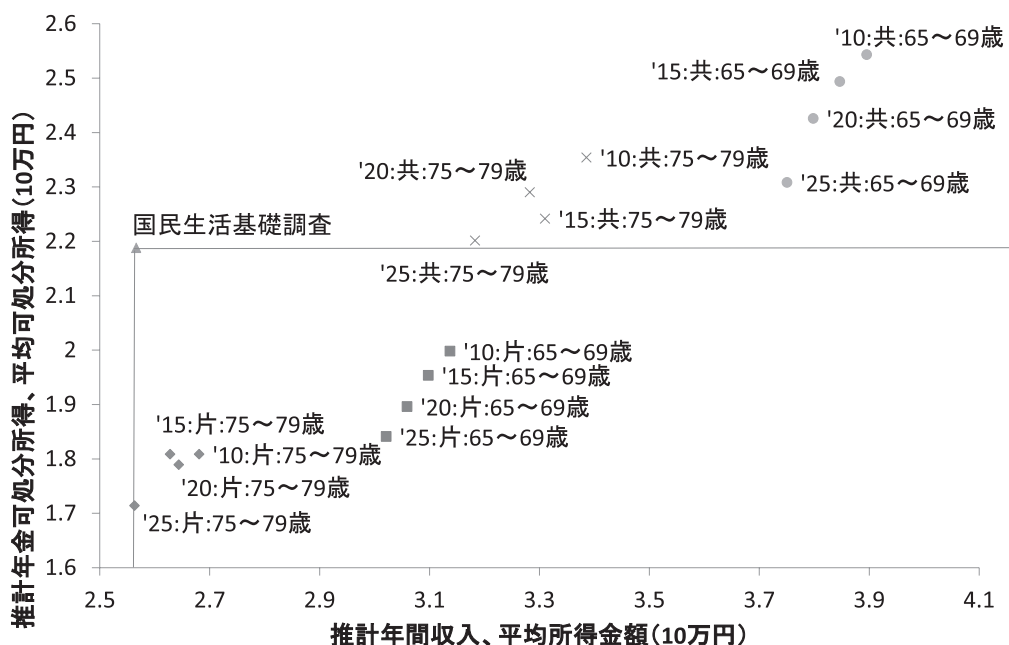 推計年金可処分所得、平均可処分所得（10万円）
2.6
2.5
2.4
2.3
2.2
2.1
2
1.9
1.8
1.7
1.6
'10:共:65〜69歳
'15:共:65〜69歳
'20:共:65〜69歳
'25:共:65〜69歳
'20:共:75〜79歳
'10:共:75〜79歳
'15:共:75〜79歳
'25:共:75〜79歳
国民生活基礎調査
'10:片:65〜69歳
'15:片:65〜69歳
'20:片:65〜69歳
'25:片:65〜69歳
'15:片:75〜79歳
'10:片:75〜79歳
'20:片:75〜79歳
'25:片:75〜79歳
2.5 2.7 2.9 3.1 3.3 3.5 3.7 3.9 4.1
推計年間収入、平均所得金額（10万円）